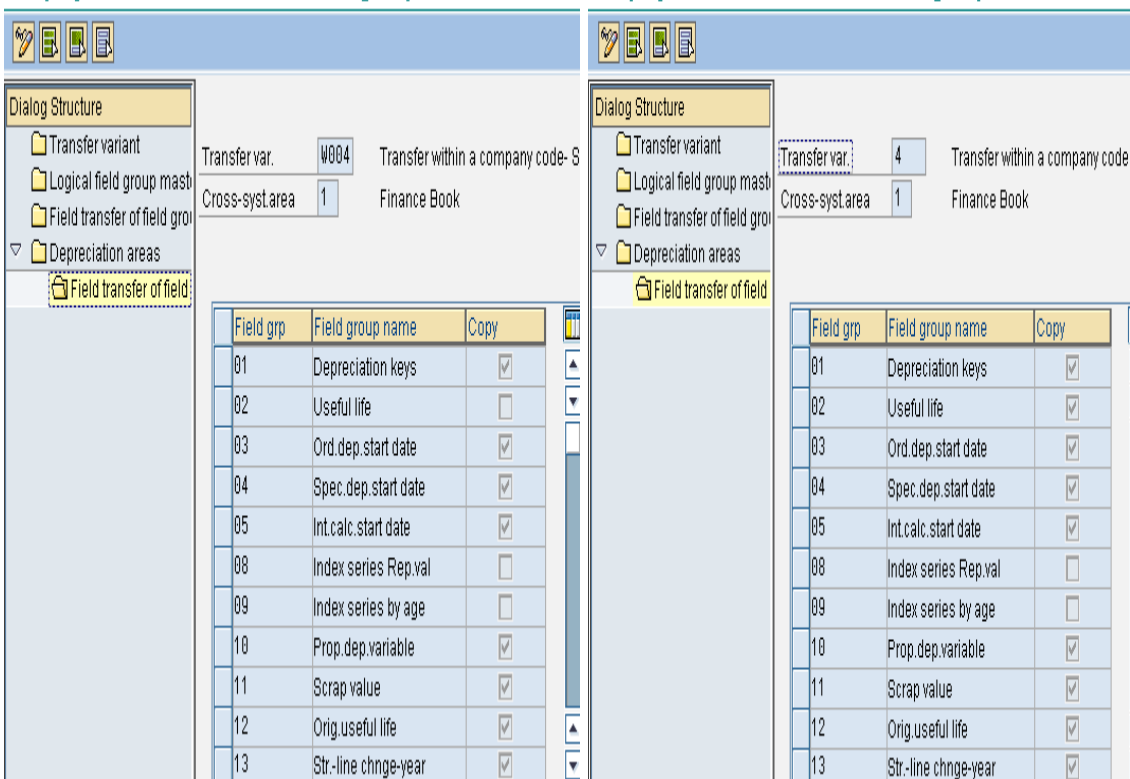 Dialog Structure
Transfer variant
Logical field group mast
Field transfer of field grou
Depreciation areas
Field transfer of field
Transfer var. W004 Transfer within a company code- S
Cross-syst.area 1 Finance Book
Field grp Field group name Copy
01 Depreciation keys
02 Useful life
03 Ord.dep.start date
04 Spec.dep.start date
05 Int.calc.start date
08 Index series Rep.val
09 Index series by age
10 Prop.dep.variable
11 Scrap value
12 Orig.useful life
13 Str.-line chnge-year
Dialog Structure
Transfer variant
Logical field group mast
Field transfer of field grou
Depreciation areas
Field transfer of field
Transfer var. 4 Transfer within a company code
Cross-syst.area 1 Finance Book
Field grp Field group name Copy
01 Depreciation keys
02 Useful life
03 Ord.dep.start date
04 Spec.dep.start date
05 Int.calc.start date
08 Index series Rep.val
09 Index series by age
10 Prop.dep.variable
11 Scrap value
12 Orig.useful life
13 Str.-line chnge-year